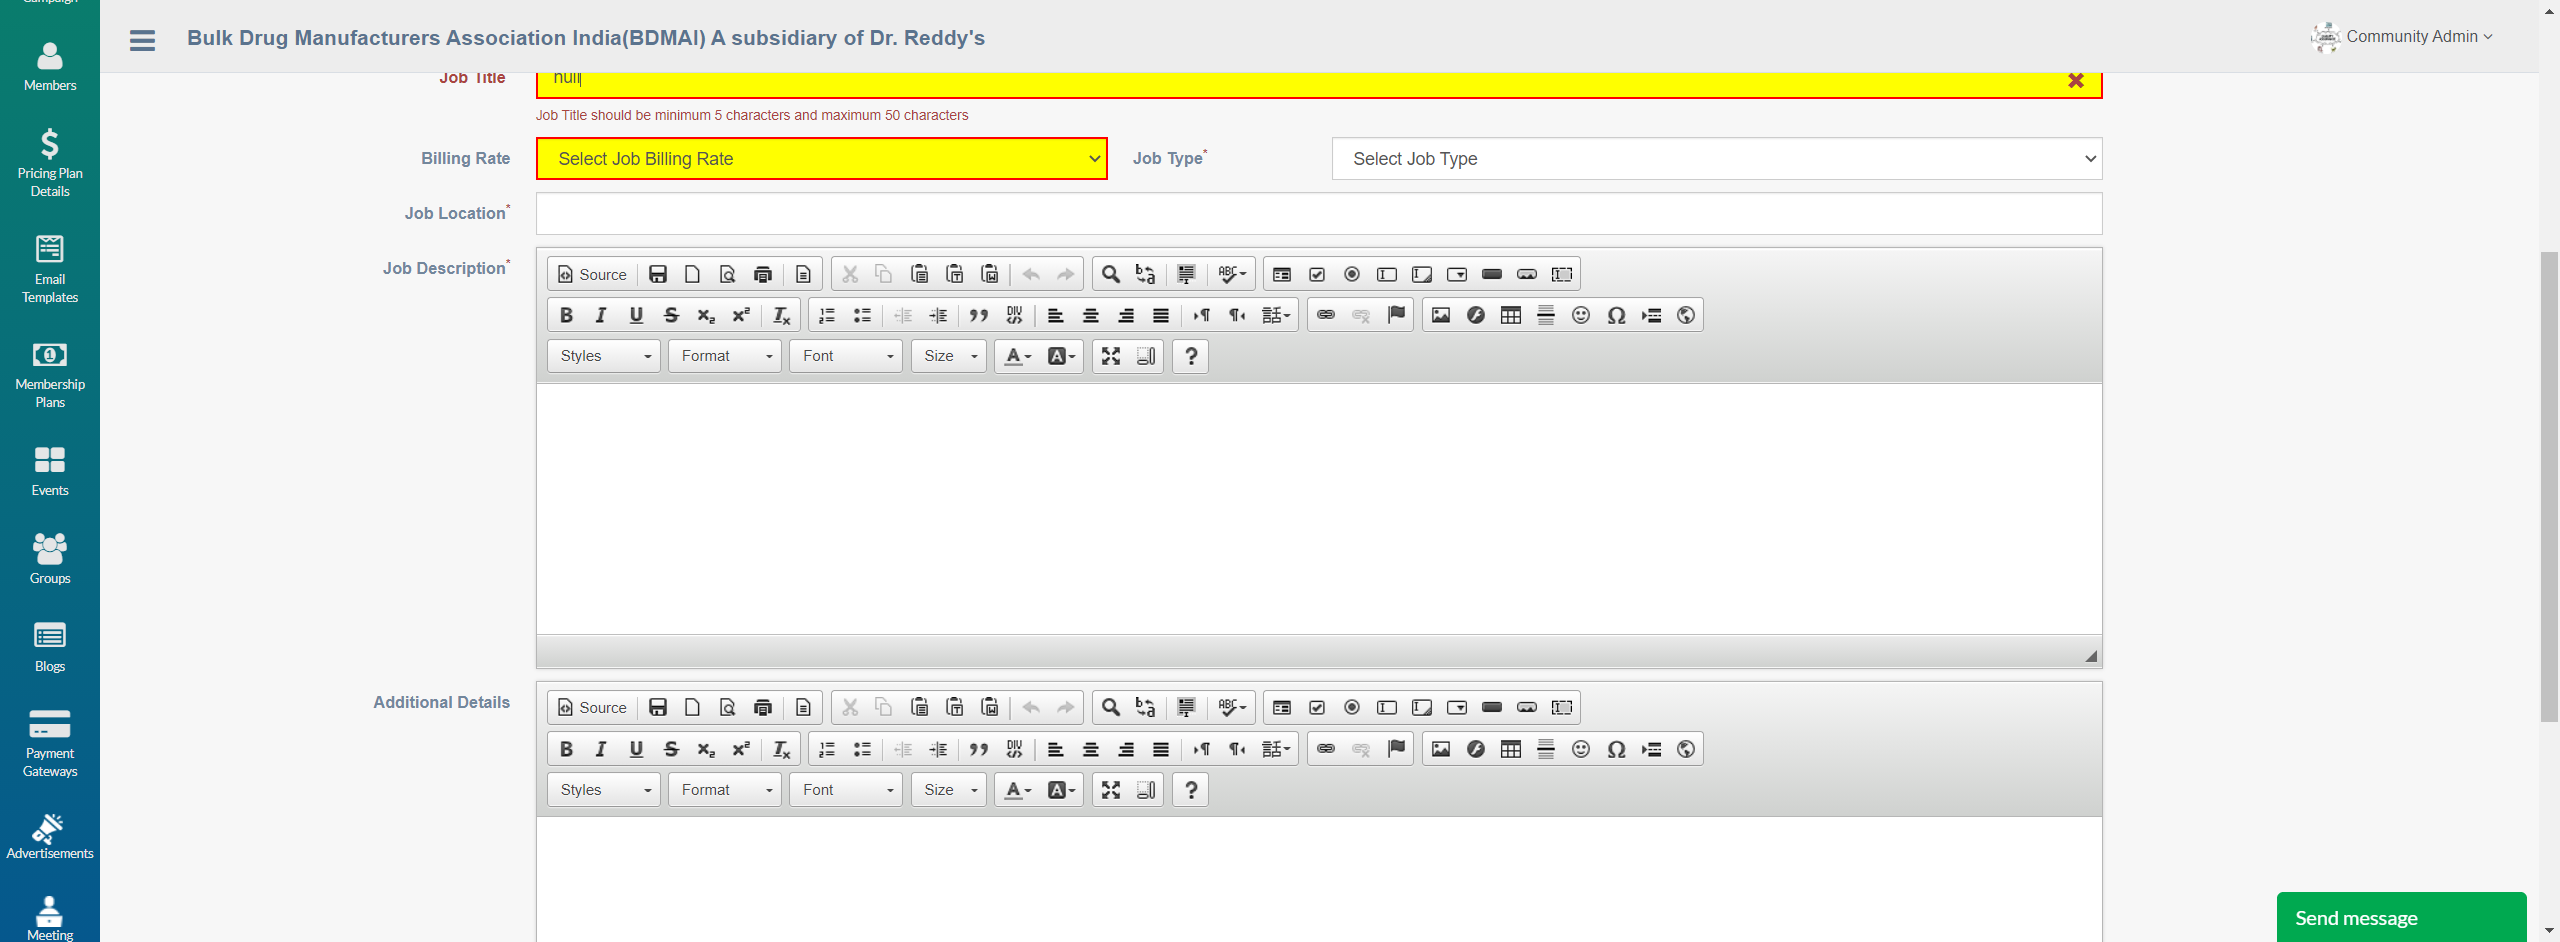 Members
Pricing Plan
Details
Email
Templates
Membership
Plans
Events
Groups
Blogs
Payment
Gateways
Advertisements
Meeting
Bulk Drug Manufacturers Association India(BDMAI) A subsidiary of Dr. Reddy's
Community Admin
Job Title
null
Job Title should be minimum 5 characters and maximum 50 characters
Billing Rate
Select Job Billing Rate
Job Type*
Select Job Type
Job Location*
Job Description*
Source
Styles
Format
Font
Size
Additional Details
Source
Styles
Format
Font
Size
Send message